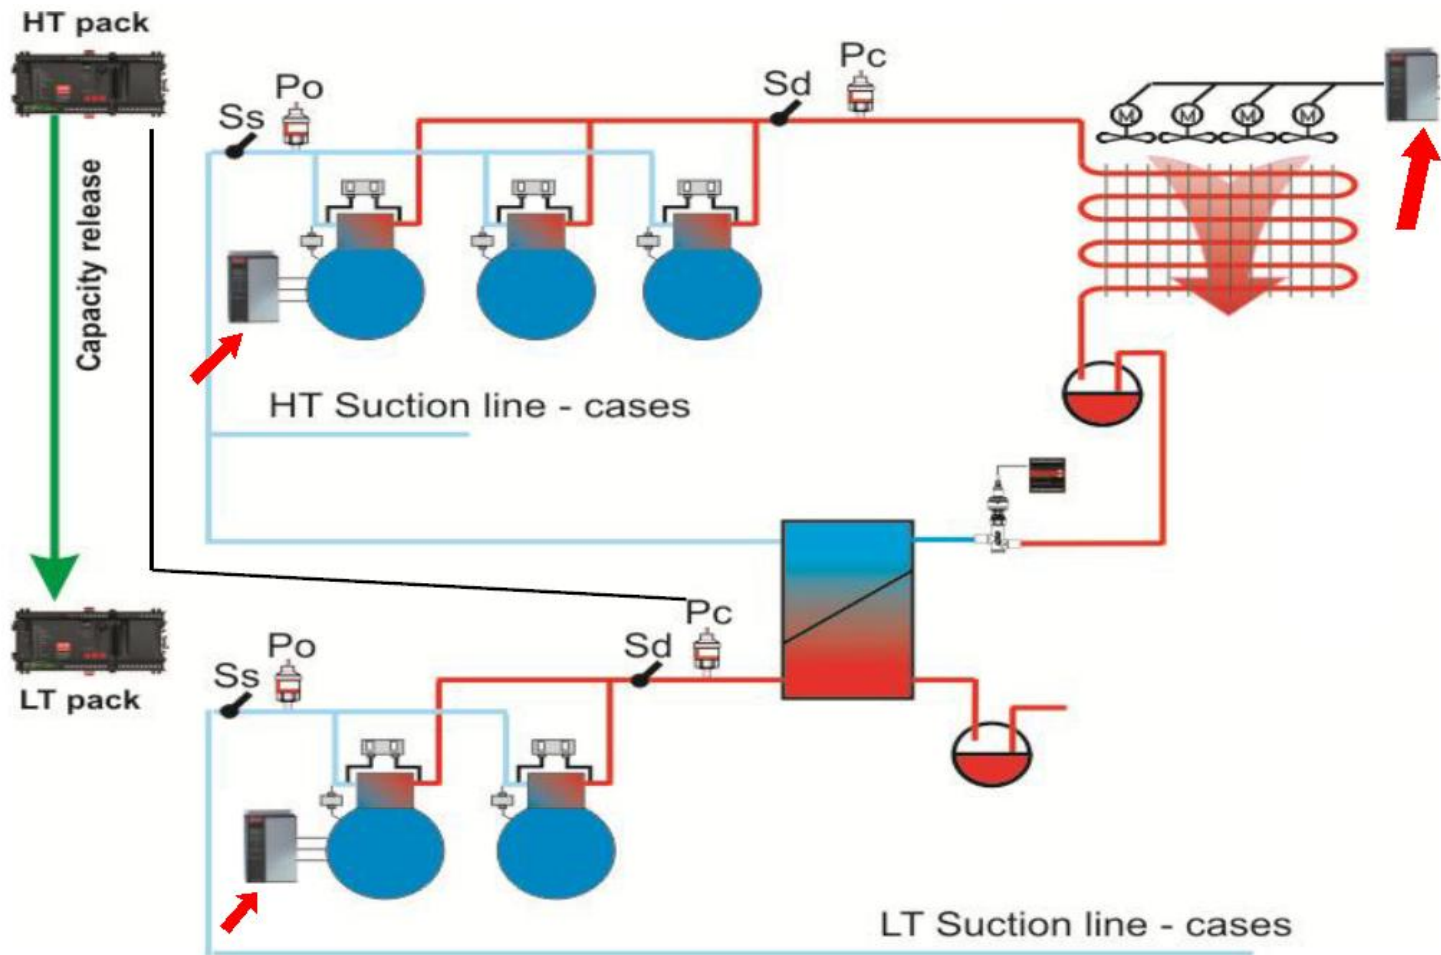 HT pack
Pc
Sd
Po
Ss
M M M M
Capacity release
HT Suction line - cases
Pc
Po
Sd
Ss
LT pack
LT Suction line - cases